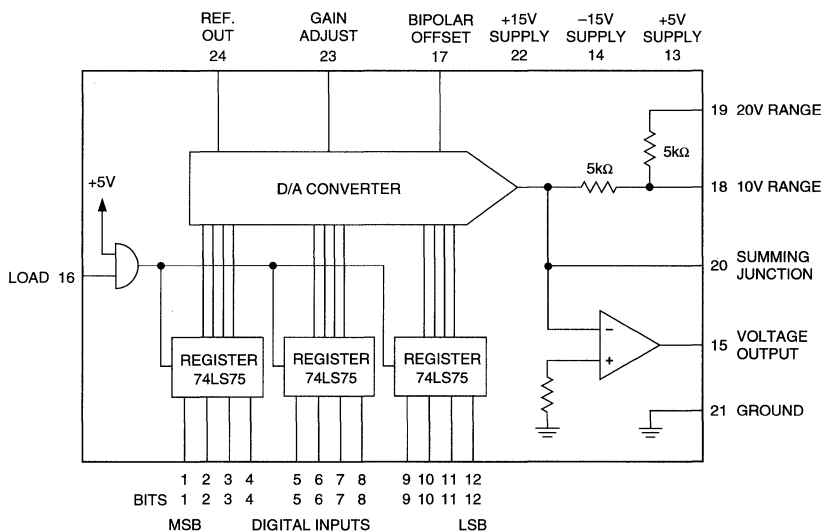 REF. OUT 24
GAIN ADJUST 23
BIPOLAR OFFSET 17
+15V SUPPLY 22
–15V SUPPLY 14
+5V SUPPLY 13
19 20V RANGE
5kΩ
5kΩ
18 10V RANGE
D/A CONVERTER
+5V
LOAD 16
20 SUMMING JUNCTION
REGISTER 74LS75
REGISTER 74LS75
REGISTER 74LS75
–
+
15 VOLTAGE OUTPUT
21 GROUND
1 2 3 4 5 6 7 8 9 10 11 12
BITS 1 2 3 4 5 6 7 8 9 10 11 12
MSB DIGITAL INPUTS LSB